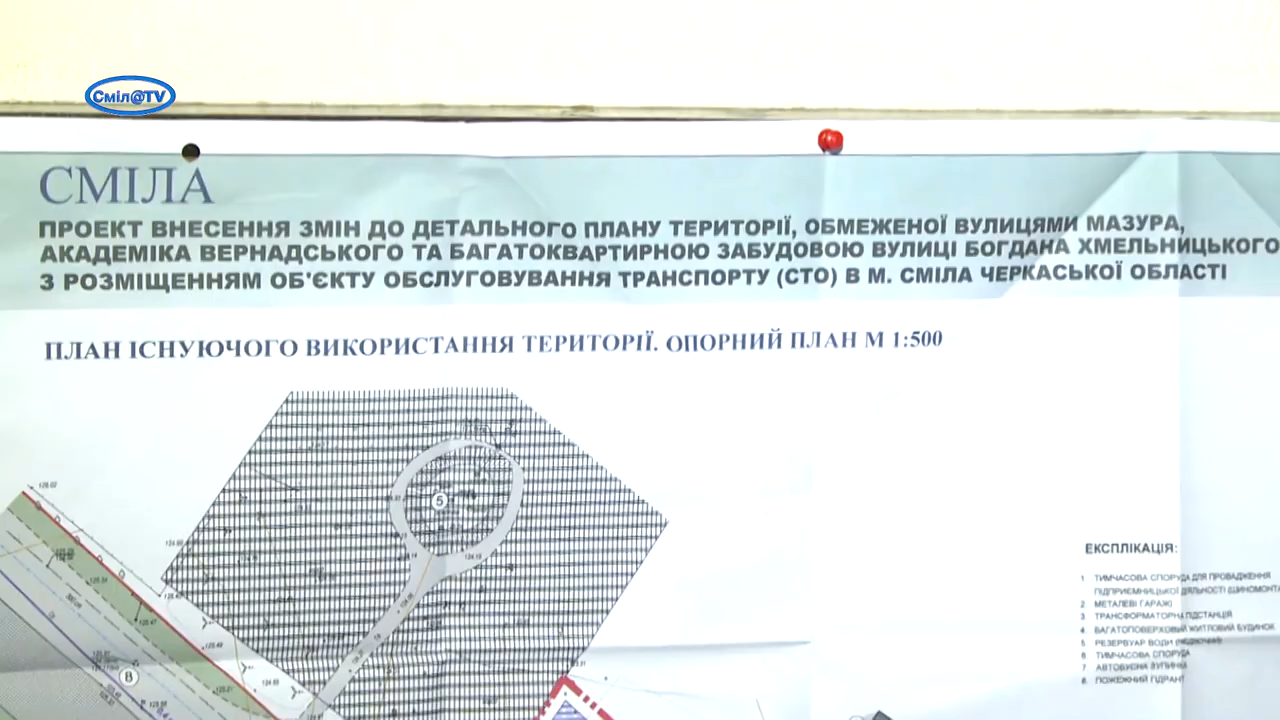 Сміл@TV
СМІЛА
ПРОЕКТ ВНЕСЕННЯ ЗМІН ДО ДЕТАЛЬНОГО ПЛАНУ ТЕРИТОРІЇ, ОБМЕЖЕНОЇ ВУЛИЦЯМИ МАЗУРА,
АКАДЕМІКА ВЕРНАДСЬКОГО ТА БАГАТОКВАРТИРНОЮ ЗАБУДОВОЮ ВУЛИЦІ БОГДАНА ХМЕЛЬНИЦЬКОГО
З РОЗМІЩЕННЯМ ОБ'ЄКТУ ОБСЛУГОВУВАННЯ ТРАНСПОРТУ (СТО) В М. СМІЛА ЧЕРКАСЬКОЇ ОБЛАСТІ
ПЛАН ІСНУЮЧОГО ВИКОРИСТАННЯ ТЕРИТОРІЇ. ОПОРНИЙ ПЛАН М 1:500
5
8
ЕКСПЛІКАЦІЯ:
1 ТИМЧАСОВА СПОРУДА ДЛЯ ПРОВАДЖЕННЯ
ПІДПРИЄМНИЦЬКОЇ ДІЯЛЬНОСТІ (ШИНОМОНТА
2 МЕТАЛЕВІ ГАРАЖІ
3 ТРАНСФОРМАТОРНА ПІДСТАНЦІЯ
4 БАГАТОПОВЕРХОВИЙ ЖИТЛОВИЙ БУДИНОК
5 РЕЗЕРВУАР ВОДИ
6 ТИМЧАСОВА СПОРУДА
7 АВТОБУСНА ЗУПИНКА
8 ПОЖЕЖНИЙ ГІДРАНТ